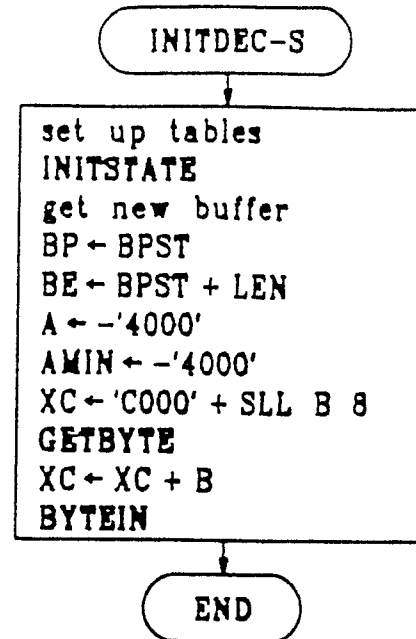 INITDEC-S
set up tables
INITSTATE
get new buffer
BP ← BPST
BE ← BPST + LEN
A ← -'4000'
AMIN ← -'4000'
XC ← 'C000' + SLL B 8
GETBYTE
XC ← XC + B
BYTEIN
END